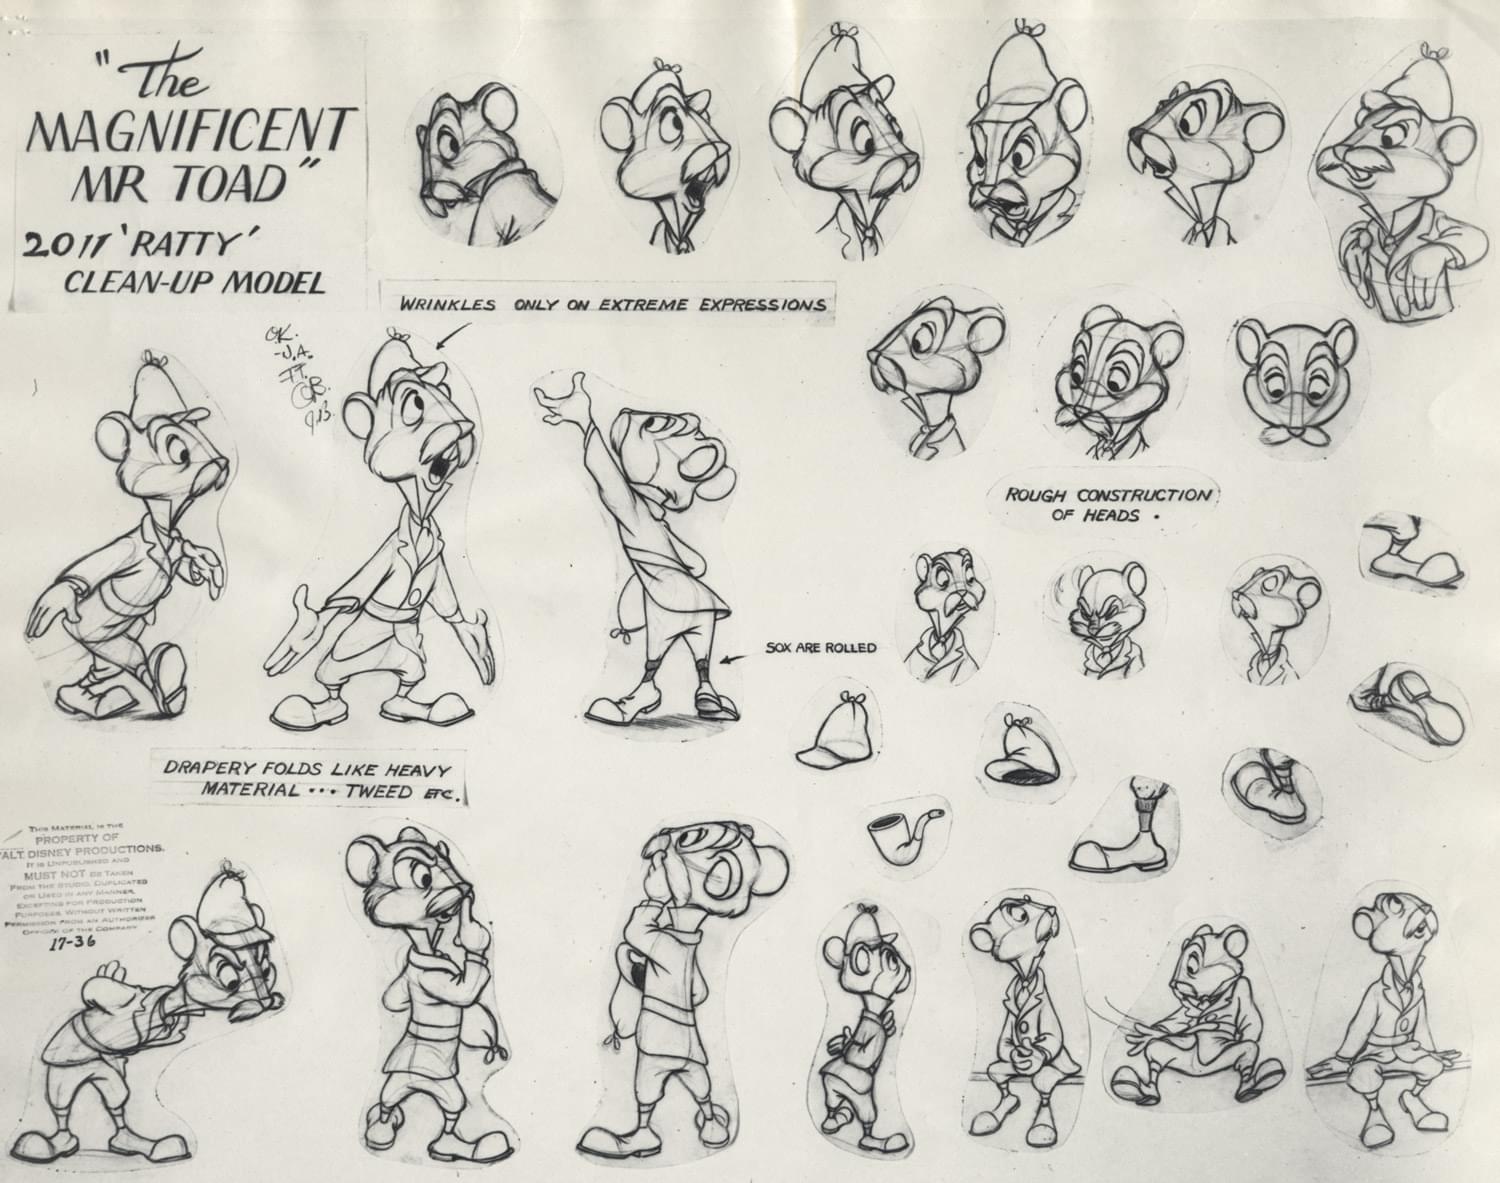 "The
MAGNIFICENT
MR TOAD"
2011 'RATTY'
CLEAN-UP MODEL
WRINKLES ONLY ON EXTREME EXPRESSIONS
OK.
-J.A.
F.T.
OB.
J.B.
ROUGH CONSTRUCTION
OF HEADS .
SOX ARE ROLLED
DRAPERY FOLDS LIKE HEAVY
MATERIAL ... TWEED ETC.
THIS MATERIAL IS THE
PROPERTY OF
ALT DISNEY PRODUCTIONS.
IT IS UNPUBLISHED AND
MUST NOT BE TAKEN
FROM THE STUDIO, DUPLICATED
OR USED IN ANY MANNER,
EXCEPTING FOR PRODUCTION
PURPOSES, WITHOUT WRITTEN
PERMISSION FROM AN AUTHORIZED
OFFICER OF THE COMPANY
17-36